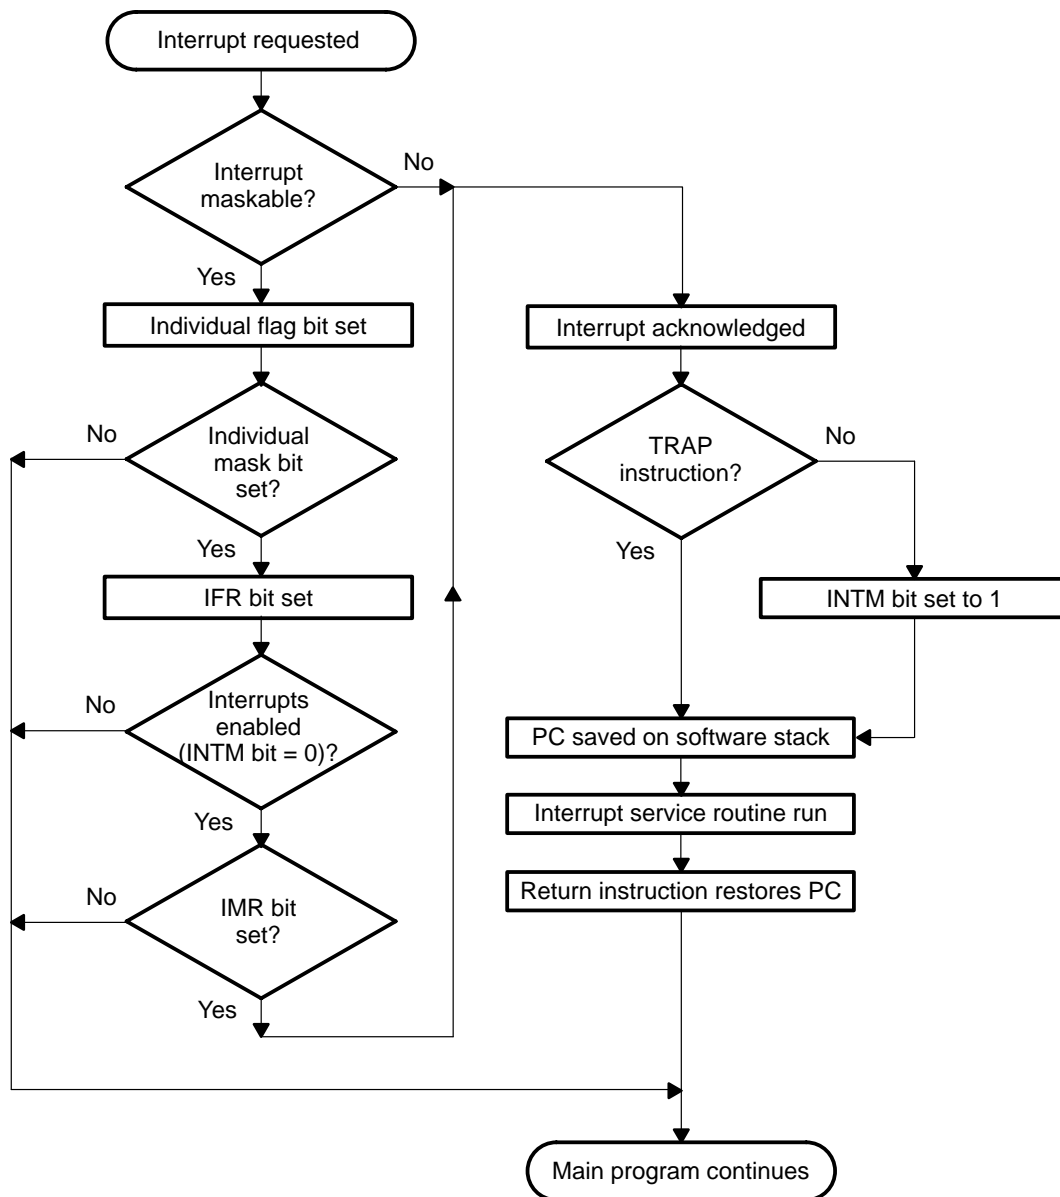 Interrupt requested
Interrupt
maskable?
No
Yes
Individual flag bit set
Interrupt acknowledged
No
Individual
mask bit
set?
TRAP
instruction?
No
Yes
Yes
IFR bit set
INTM bit set to 1
No
Interrupts
enabled
(INTM bit = 0)?
PC saved on software stack
Yes
Interrupt service routine run
No
IMR bit
set?
Return instruction restores PC
Yes
Main program continues